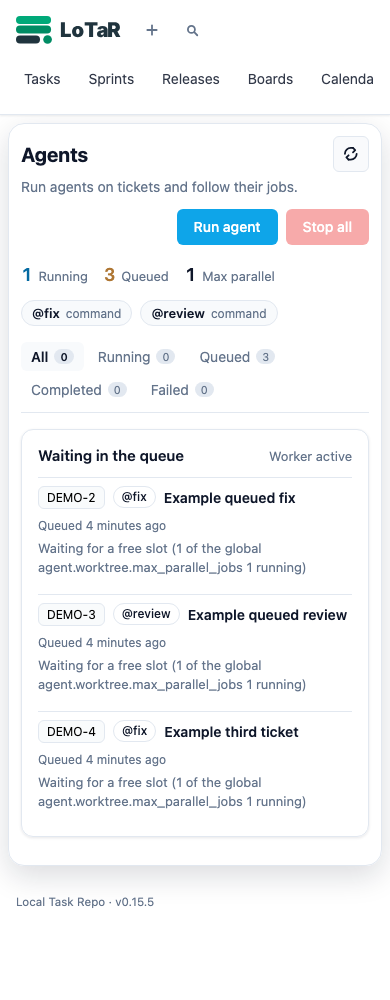 LoTaR
Tasks Sprints Releases Boards Calenda
Agents
Run agents on tickets and follow their jobs.
Run agent Stop all
1 Running 3 Queued 1 Max parallel
@fix command @review command
All 0 Running 0 Queued 3
Completed 0 Failed 0
Waiting in the queue Worker active
DEMO-2 @fix Example queued fix
Queued 4 minutes ago
Waiting for a free slot (1 of the global
agent.worktree.max_parallel_jobs 1 running)
DEMO-3 @review Example queued review
Queued 4 minutes ago
Waiting for a free slot (1 of the global
agent.worktree.max_parallel_jobs 1 running)
DEMO-4 @fix Example third ticket
Queued 4 minutes ago
Waiting for a free slot (1 of the global
agent.worktree.max_parallel_jobs 1 running)
Local Task Repo · v0.15.5